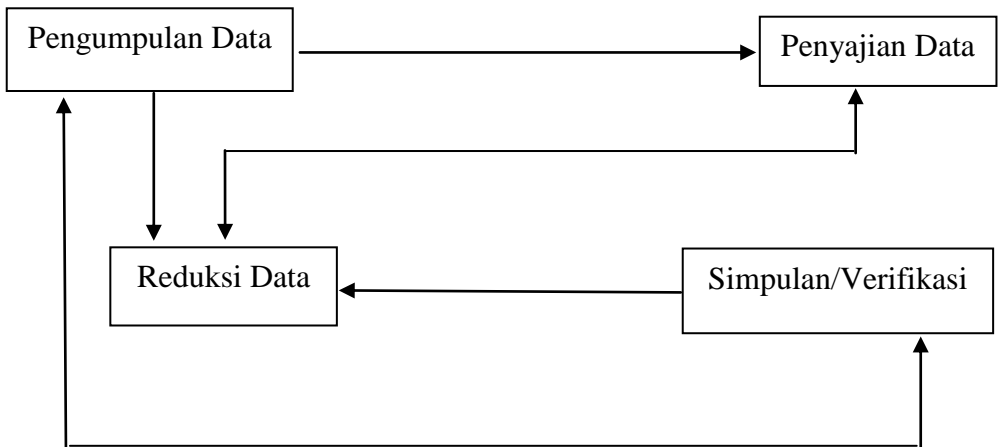 Pengumpulan Data
Penyajian Data
Reduksi Data
Simpulan/Verifikasi